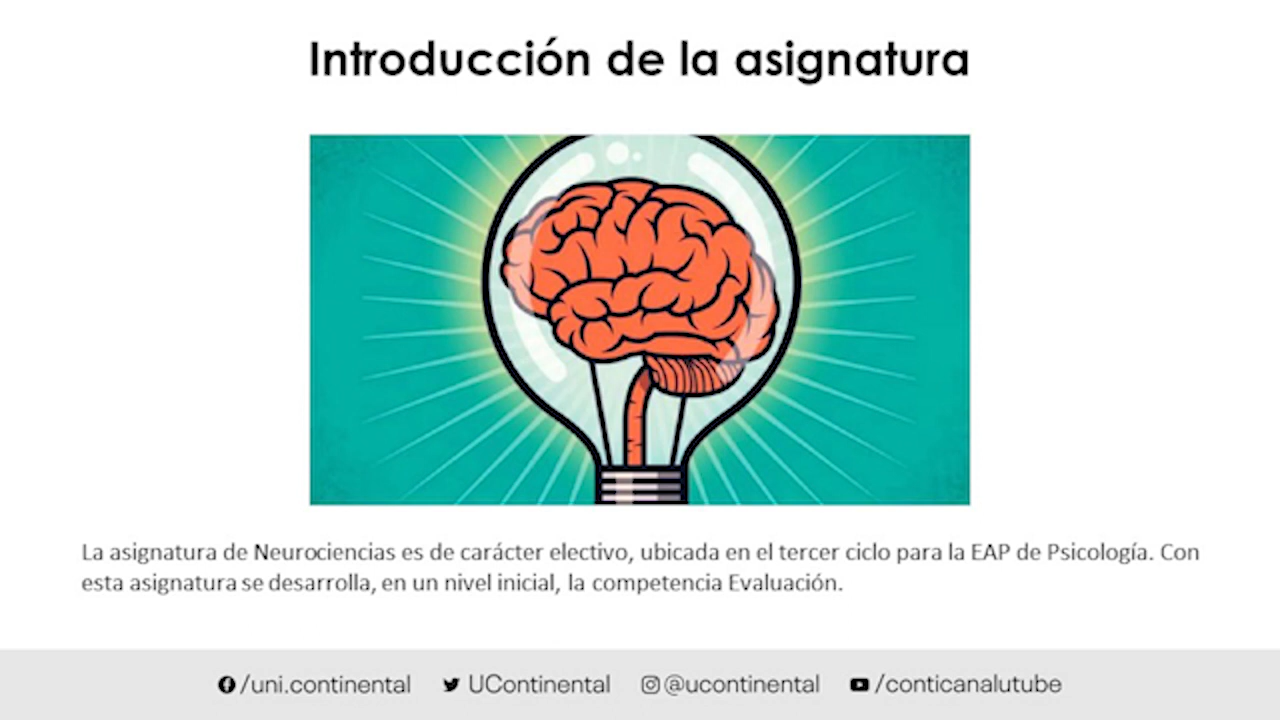 Introducción de la asignatura
La asignatura de Neurociencias es de carácter electivo, ubicada en el tercer ciclo para la EAP de Psicología. Con
esta asignatura se desarrolla, en un nivel inicial, la competencia Evaluación.
/uni.continental UContinental @ucontinental /conticanalutube